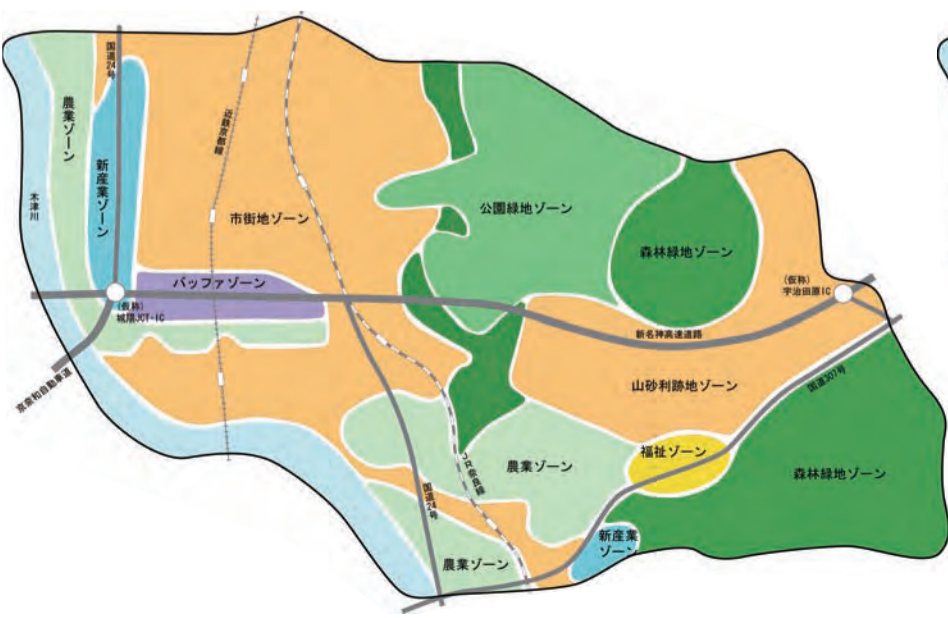 国道24号
農業ゾーン
新産業ゾーン
近鉄京都線
木津川
市街地ゾーン
公園緑地ゾーン
森林緑地ゾーン
バッファゾーン
(仮称)
城陽JCT・IC
(仮称)
宇治田原IC
新名神高速道路
京奈和自動車道
山砂利跡地ゾーン
国道307号
福祉ゾーン
農業ゾーン
JR奈良線
国道24号
森林緑地ゾーン
新産業
ゾーン
農業ゾーン